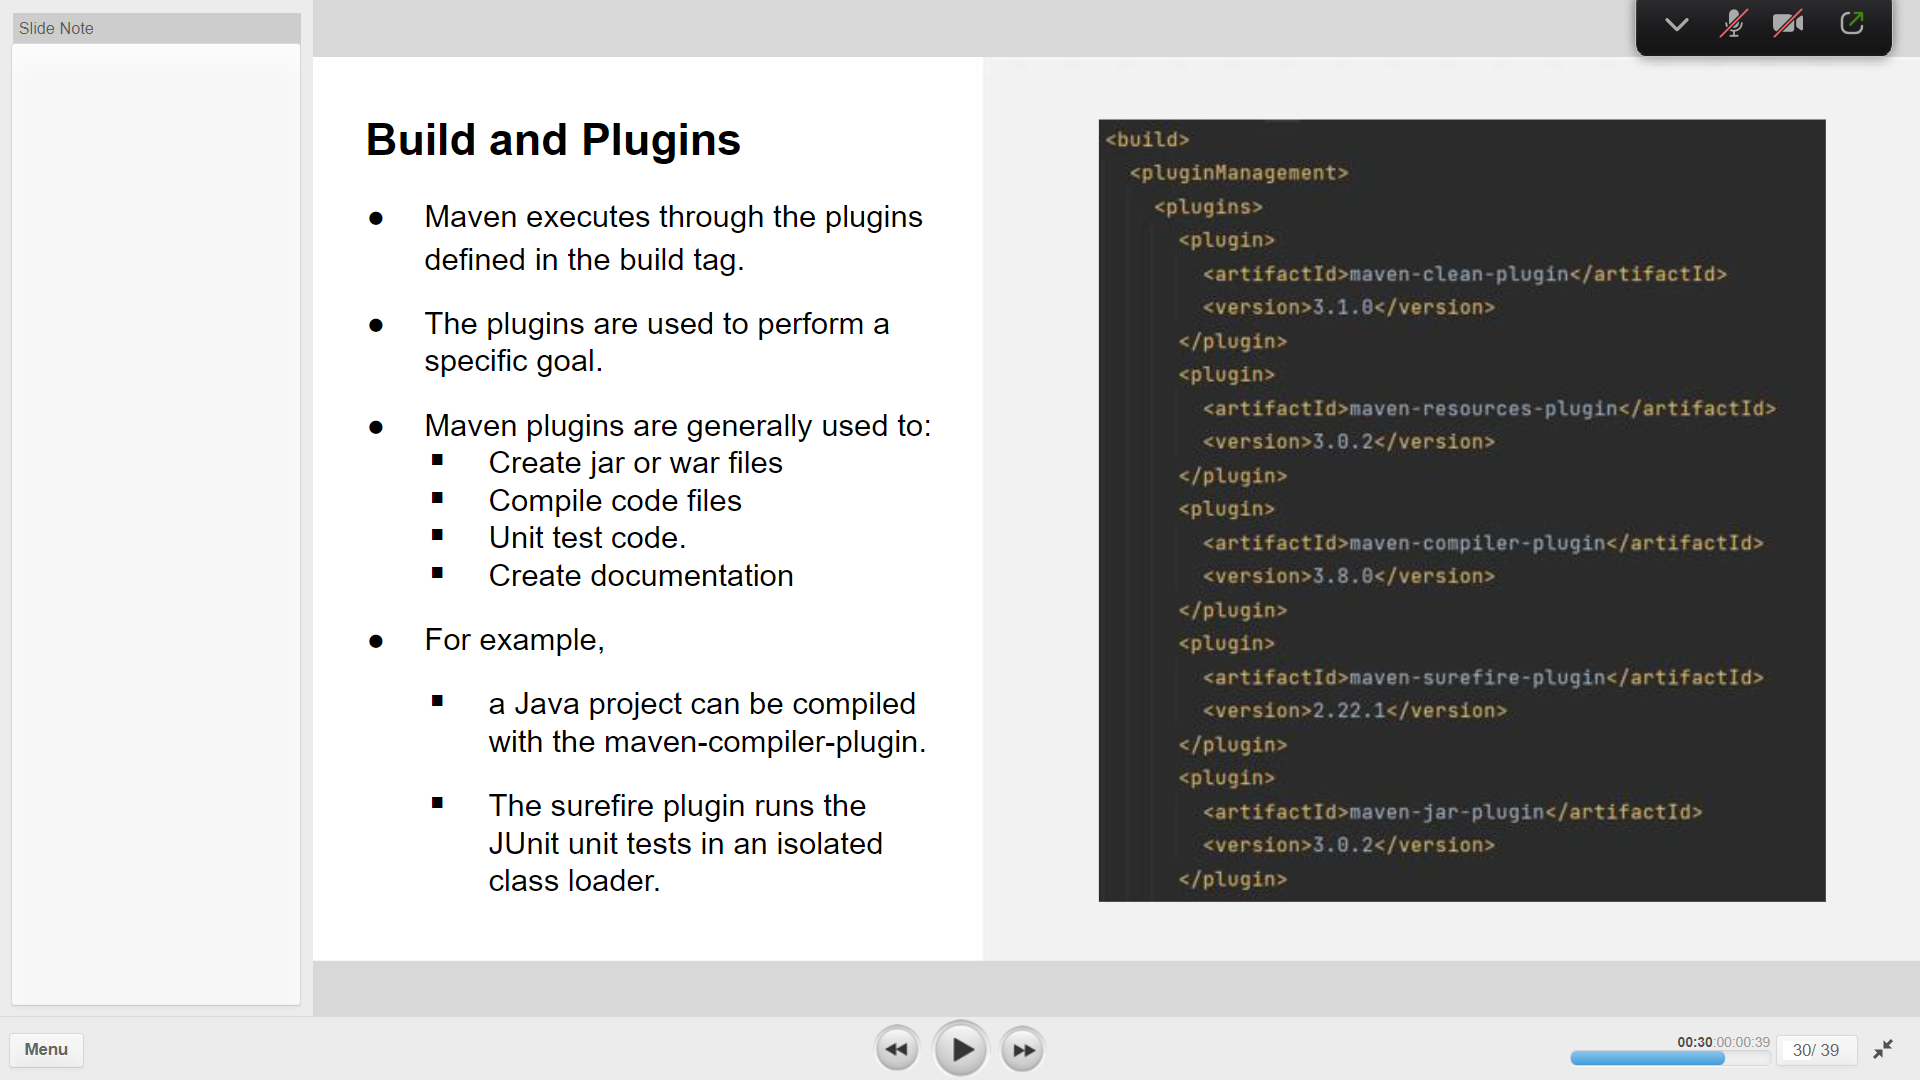 Slide Note
Build and Plugins
● Maven executes through the plugins
defined in the build tag.
● The plugins are used to perform a
specific goal.
● Maven plugins are generally used to:
▪ Create jar or war files
▪ Compile code files
▪ Unit test code.
▪ Create documentation
● For example,
▪ a Java project can be compiled
with the maven-compiler-plugin.
▪ The surefire plugin runs the
JUnit unit tests in an isolated
class loader.
<build>
<pluginManagement>
<plugins>
<plugin>
<artifactId>maven-clean-plugin</artifactId>
<version>3.1.0</version>
</plugin>
<plugin>
<artifactId>maven-resources-plugin</artifactId>
<version>3.0.2</version>
</plugin>
<plugin>
<artifactId>maven-compiler-plugin</artifactId>
<version>3.8.0</version>
</plugin>
<plugin>
<artifactId>maven-surefire-plugin</artifactId>
<version>2.22.1</version>
</plugin>
<plugin>
<artifactId>maven-jar-plugin</artifactId>
<version>3.0.2</version>
</plugin>
Menu
00:30:00:00:39
30/ 39